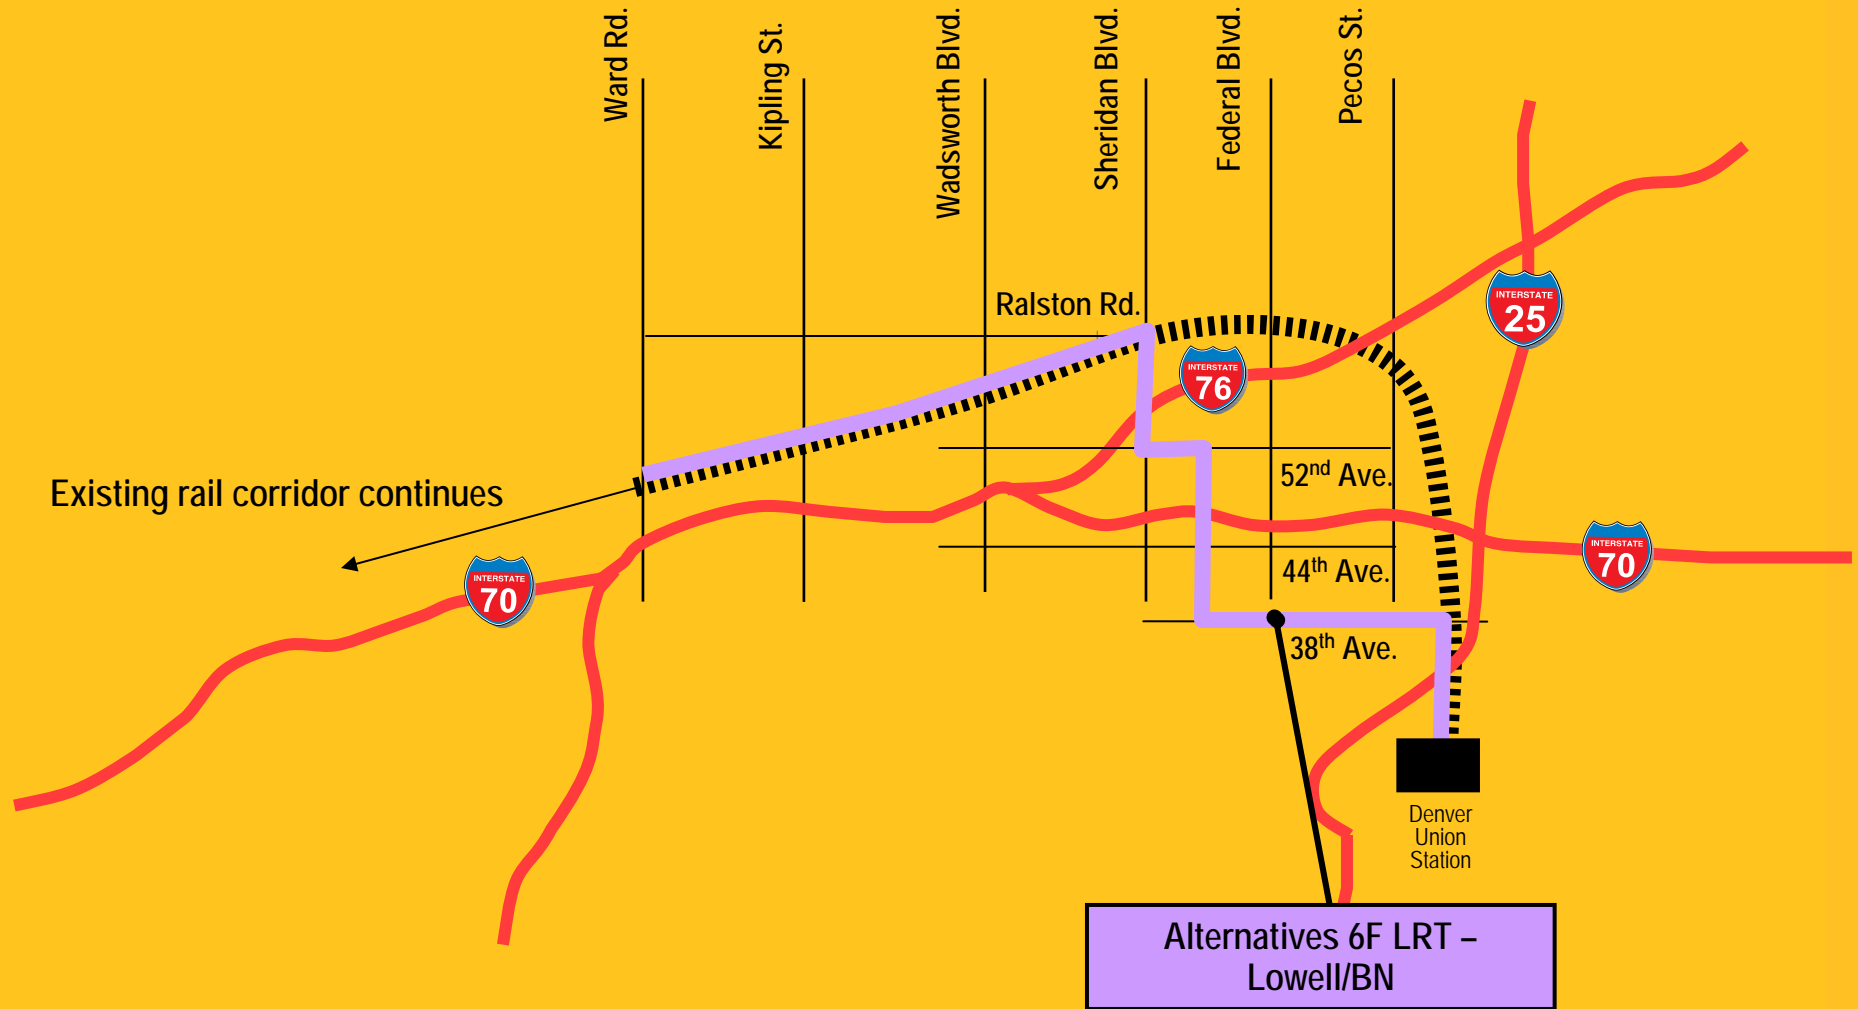 Ward Rd.
Kipling St.
Wadsworth Blvd.
Sheridan Blvd.
Federal Blvd.
Pecos St.
Ralston Rd.
INTERSTATE
25
INTERSTATE
76
52nd Ave.
Existing rail corridor continues
INTERSTATE
70
INTERSTATE
70
44th Ave.
38th Ave.
Denver
Union
Station
Alternatives 6F LRT –
Lowell/BN